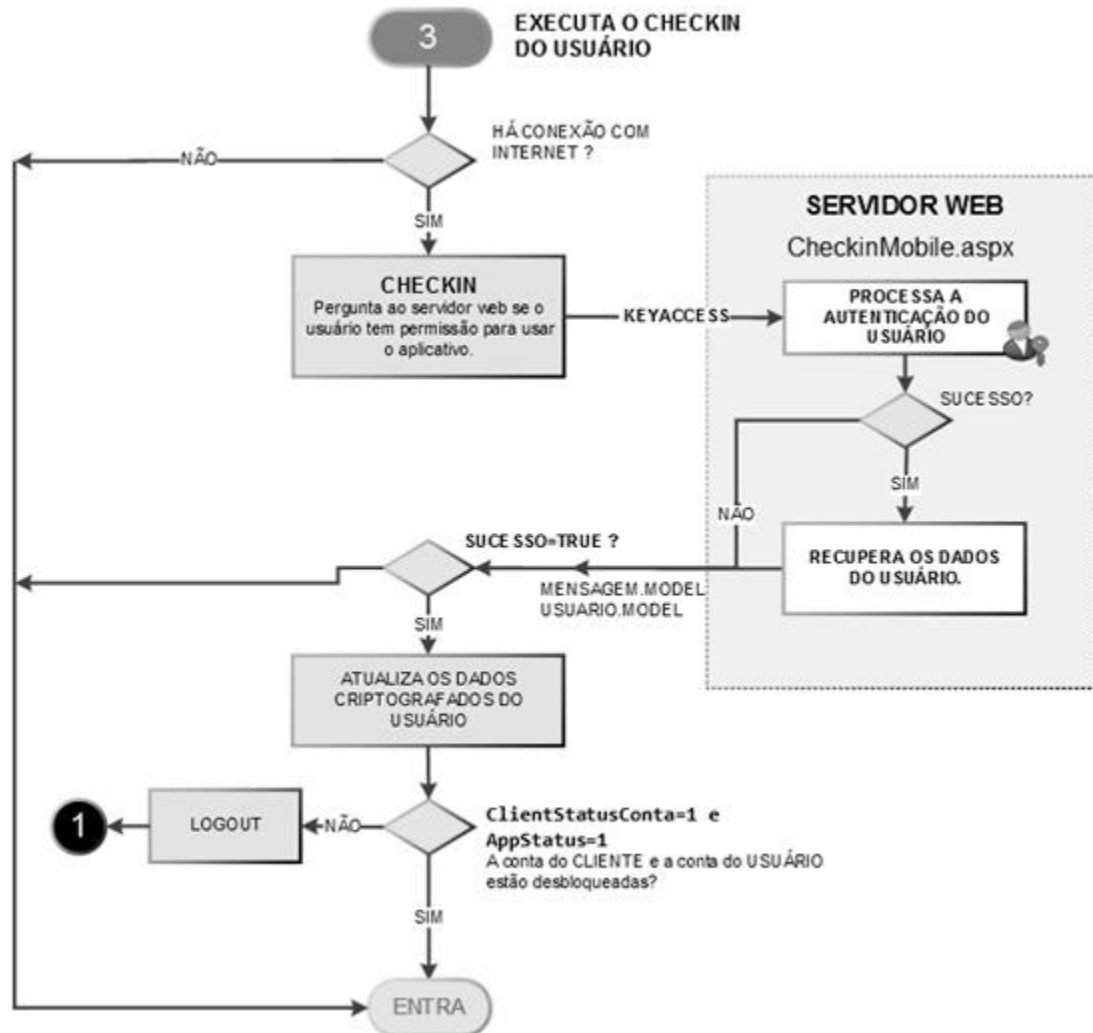 3
EXECUTA O CHECKIN
DO USUÁRIO
HÁ CONEXÃO COM
INTERNET ?
NÃO
SIM
CHECKIN
Pergunta ao servidor web se o
usuário tem permissão para usar
o aplicativo.
KEYACCESS
SERVIDOR WEB
CheckinMobile.aspx
PROCESSA A
AUTENTICAÇÃO DO
USUÁRIO
SUCESSO?
SIM
NÃO
RECUPERA OS DADOS
DO USUÁRIO.
SUCESSO=TRUE ?
MENSAGEM.MODEL
USUARIO.MODEL
SIM
ATUALIZA OS DADOS
CRIPTOGRAFADOS DO
USUÁRIO
ClientStatusConta=1 e
AppStatus=1
A conta do CLIENTE e a conta do USUÁRIO
estão desbloqueadas?
NÃO
LOGOUT
1
SIM
ENTRA